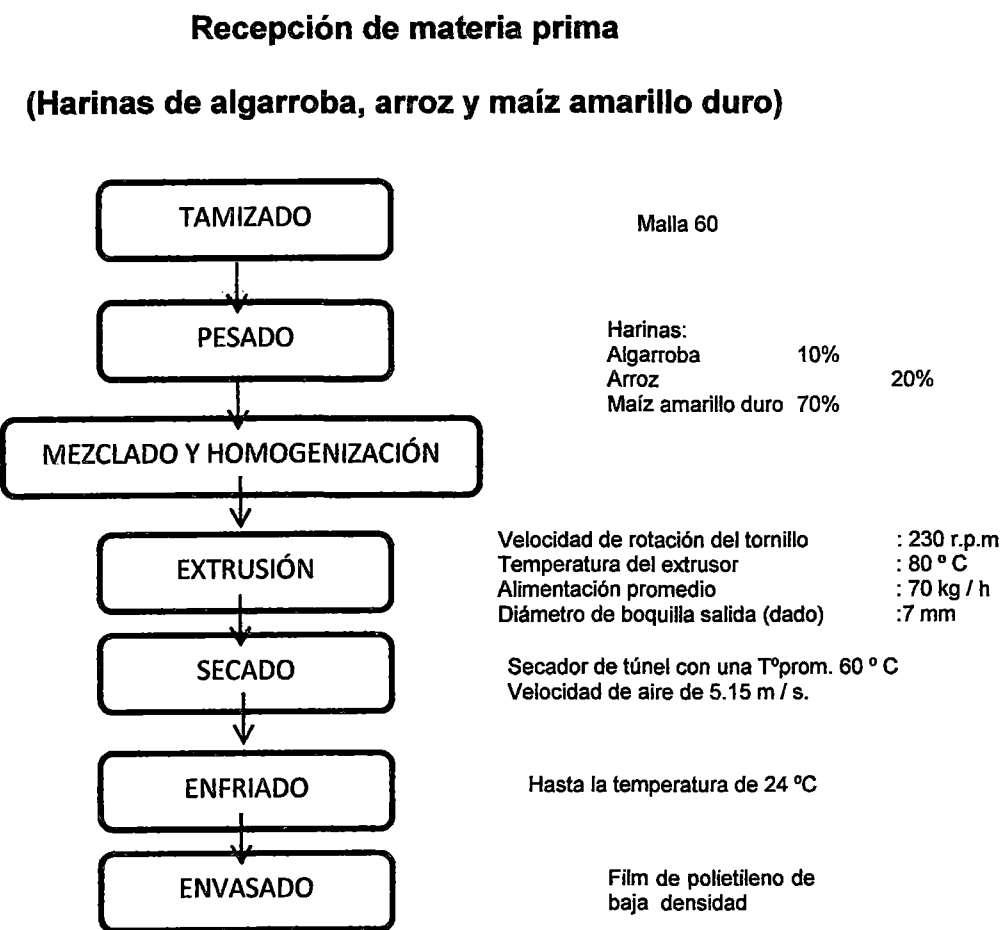 Recepción de materia prima
(Harinas de algarroba, arroz y maíz amarillo duro)
TAMIZADO
Malla 60
PESADO
Harinas:
Algarroba 10%
Arroz 20%
Maíz amarillo duro 70%
MEZCLADO Y HOMOGENIZACIÓN
EXTRUSIÓN
Velocidad de rotación del tornillo : 230 r.p.m
Temperatura del extrusor : 80 º C
Alimentación promedio : 70 kg / h
Diámetro de boquilla salida (dado) :7 mm
SECADO
Secador de túnel con una Tºprom. 60 º C
Velocidad de aire de 5.15 m / s.
ENFRIADO
Hasta la temperatura de 24 ºC
ENVASADO
Film de polietileno de
baja densidad